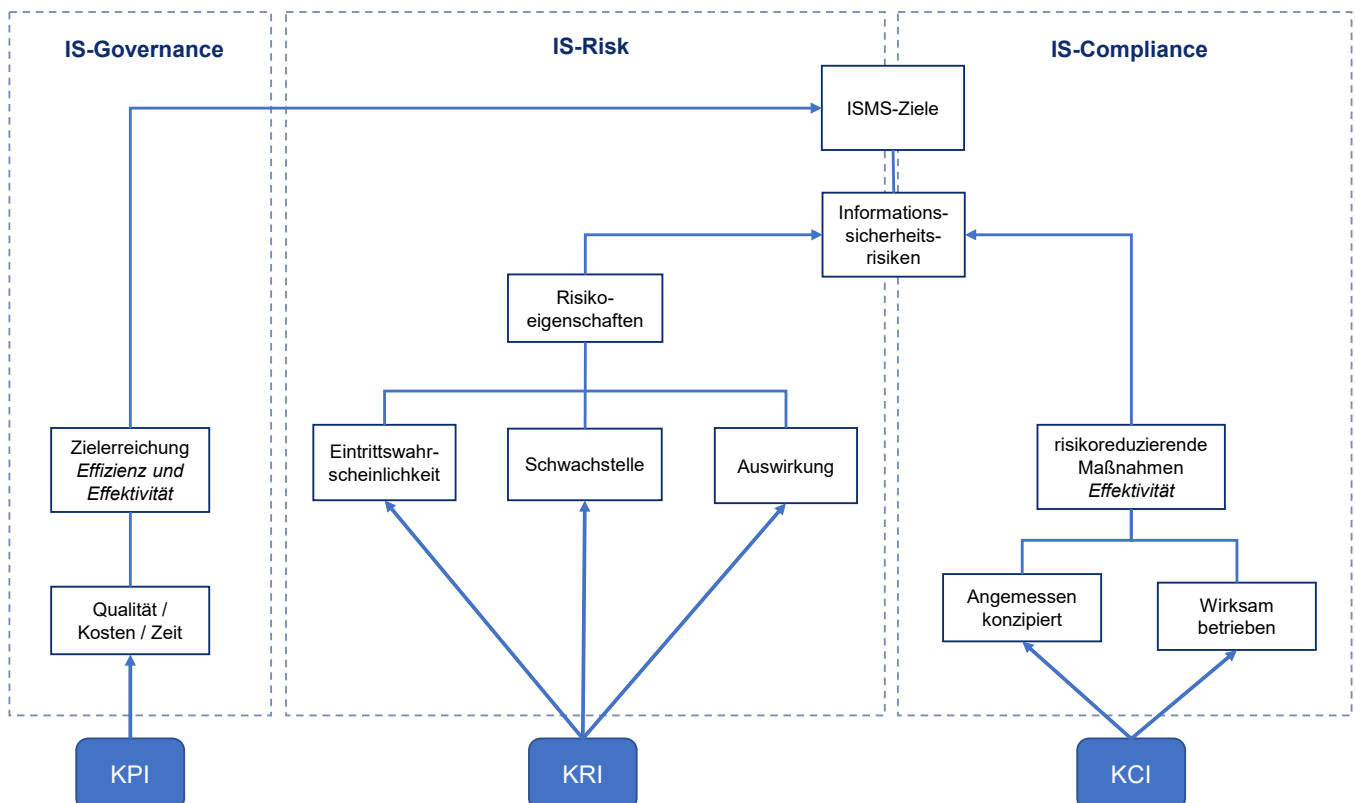 IS-Governance
IS-Risk
IS-Compliance
ISMS-Ziele
Informations-
sicherheits-
risiken
Risiko-
eigenschaften
Zielerreichung
Effizienz und
Effektivität
Eintrittswahr-
scheinlichkeit
Schwachstelle
Auswirkung
risikoreduzierende
Maßnahmen
Effektivität
Qualität /
Kosten / Zeit
Angemessen
konzipiert
Wirksam
betrieben
KPI
KRI
KCI